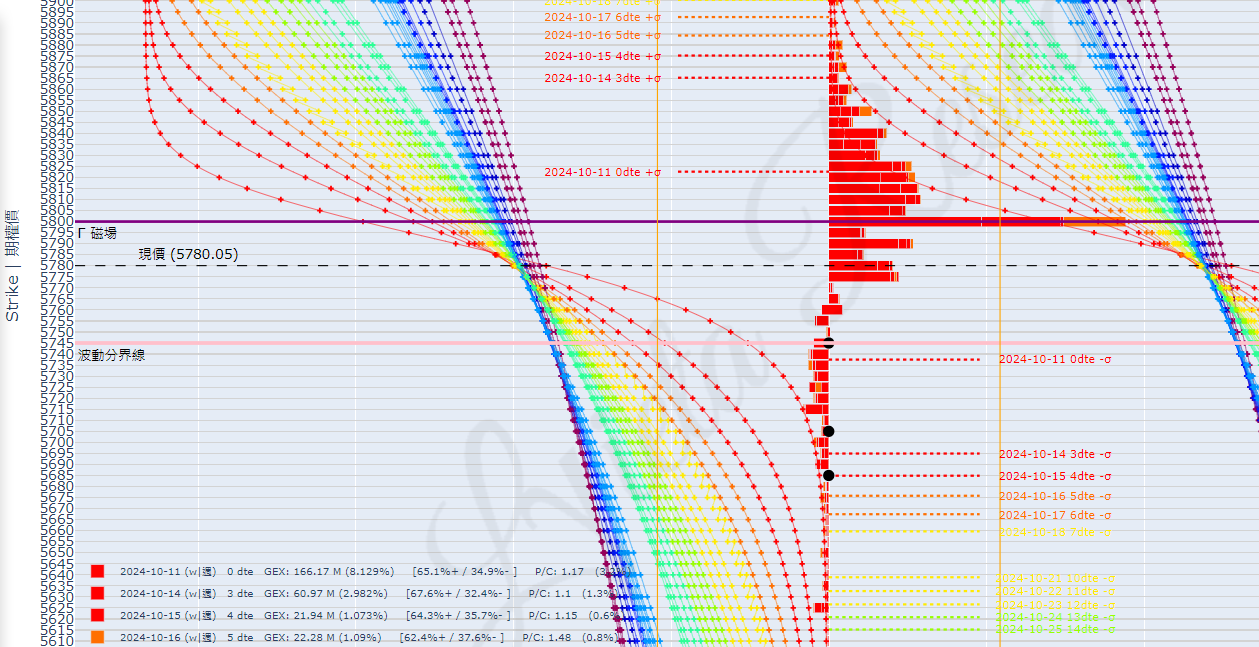 Strike | 期權價
5900
5895
5890
5885
5880
5875
5870
5865
5860
5855
5850
5845
5840
5835
5830
5825
5820
5815
5810
5805
5800
5795
5790
5785
5780
5775
5770
5765
5760
5755
5750
5745
5740
5735
5730
5725
5720
5715
5710
5705
5700
5695
5690
5685
5680
5675
5670
5665
5660
5655
5650
5645
5640
5635
5630
5625
5620
5615
5610
2024-10-18 7dte +σ
2024-10-17 6dte +σ
2024-10-16 5dte +σ
2024-10-15 4dte +σ
2024-10-14 3dte +σ
2024-10-11 0dte +σ
Γ 磁場
現價 (5780.05)
波動分界線
2024-10-11 0dte -σ
2024-10-14 3dte -σ
2024-10-15 4dte -σ
2024-10-16 5dte -σ
2024-10-17 6dte -σ
2024-10-18 7dte -σ
2024-10-21 10dte -σ
2024-10-22 11dte -σ
2024-10-23 12dte -σ
2024-10-24 13dte -σ
2024-10-25 14dte -σ
2024-10-11 (w|週) 0 dte GEX: 166.17 M (8.129%) [65.1%+ / 34.9%- ] P/C: 1.17
2024-10-14 (w|週) 3 dte GEX: 60.97 M (2.982%) [67.6%+ / 32.4%- ] P/C: 1.1 (1.3%)
2024-10-15 (w|週) 4 dte GEX: 21.94 M (1.073%) [64.3%+ / 35.7%- ] P/C: 1.15 (0.6%)
2024-10-16 (w|週) 5 dte GEX: 22.28 M (1.09%) [62.4%+ / 37.6%- ] P/C: 1.48 (0.8%)